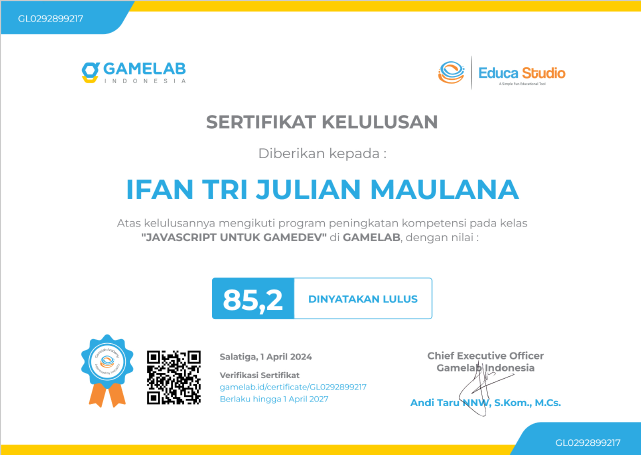 GL0292899217
GAMELAB
INDONESIA
Educa Studio
SERTIFIKAT KELULUSAN
Diberikan kepada :
IFAN TRI JULIAN MAULANA
Atas kelulusannya mengikuti program peningkatan kompetensi pada kelas
"JAVASCRIPT UNTUK GAMEDEV" di GAMELAB, dengan nilai :
85,2
DINYATAKAN LULUS
Salatiga, 1 April 2024
Verifikasi Sertifikat
gamelab.id/certificate/GL0292899217
Berlaku hingga 1 April 2027
Chief Executive Officer
Gamelab Indonesia
Andi Taru NNW, S.Kom., M.Cs.
GL0292899217